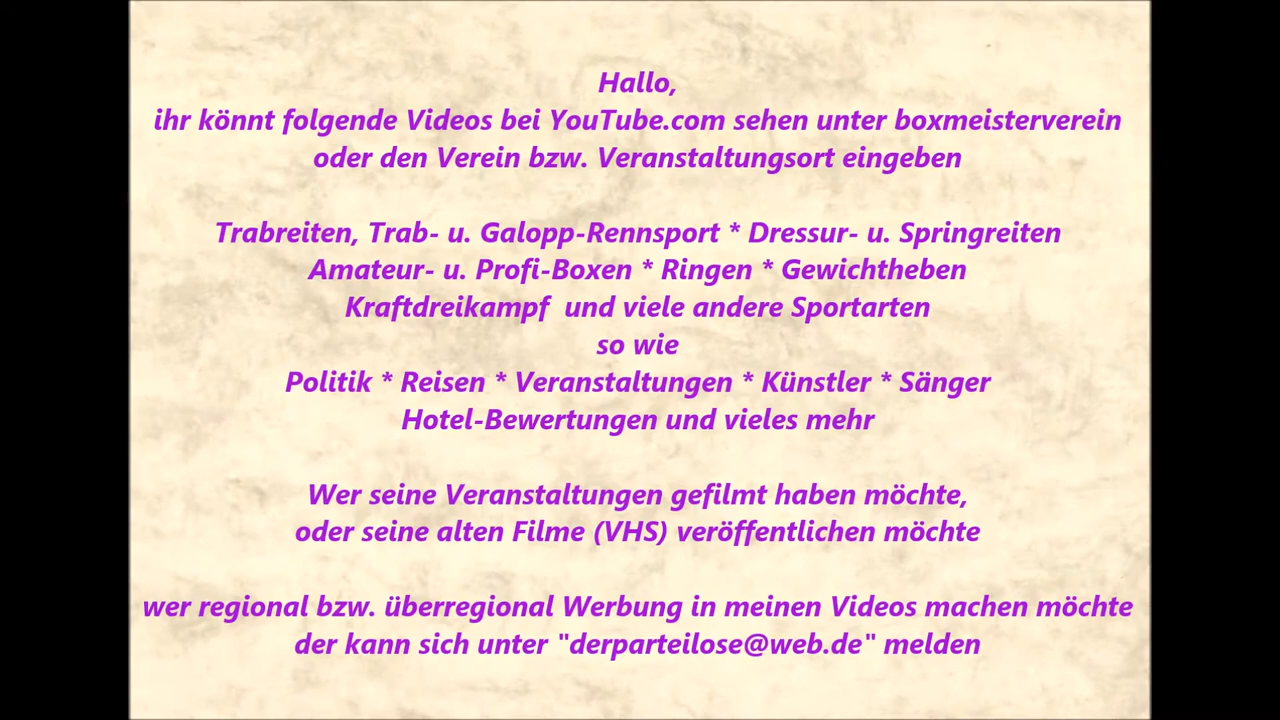 Hallo,
ihr könnt folgende Videos bei YouTube.com sehen unter boxmeisterverein
oder den Verein bzw. Veranstaltungsort eingeben
Trabreiten, Trab- u. Galopp-Rennsport * Dressur- u. Springreiten
Amateur- u. Profi-Boxen * Ringen * Gewichtheben
Kraftdreikampf  und viele andere Sportarten
so wie
Politik * Reisen * Veranstaltungen * Künstler * Sänger
Hotel-Bewertungen und vieles mehr
Wer seine Veranstaltungen gefilmt haben möchte,
oder seine alten Filme (VHS) veröffentlichen möchte
wer regional bzw. überregional Werbung in meinen Videos machen möchte
der kann sich unter "derparteilose@web.de" melden